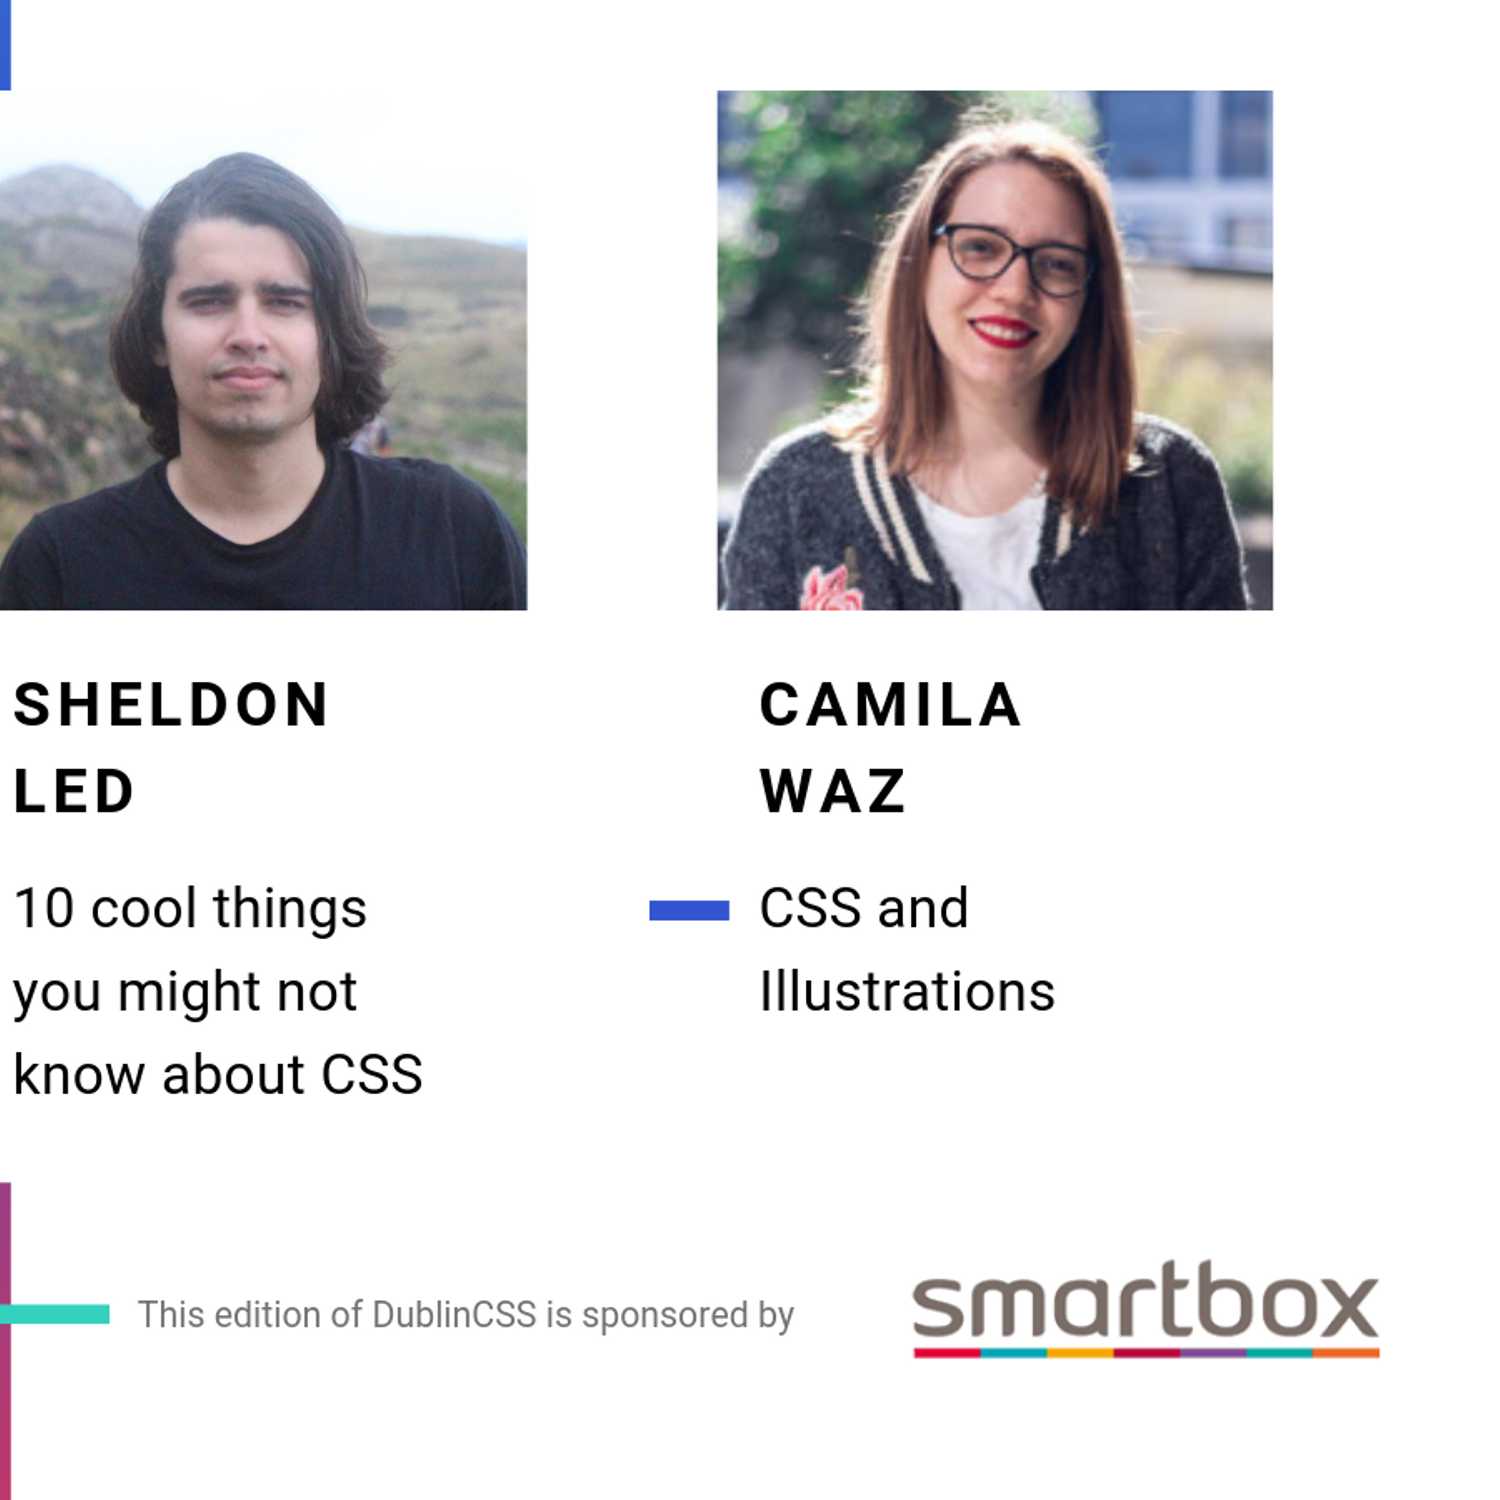 SHELDON
LED
10 cool things
you might not
know about CSS
CAMILA
WAZ
CSS and
Illustrations
This edition of DublinCSS is sponsored by
smartbox